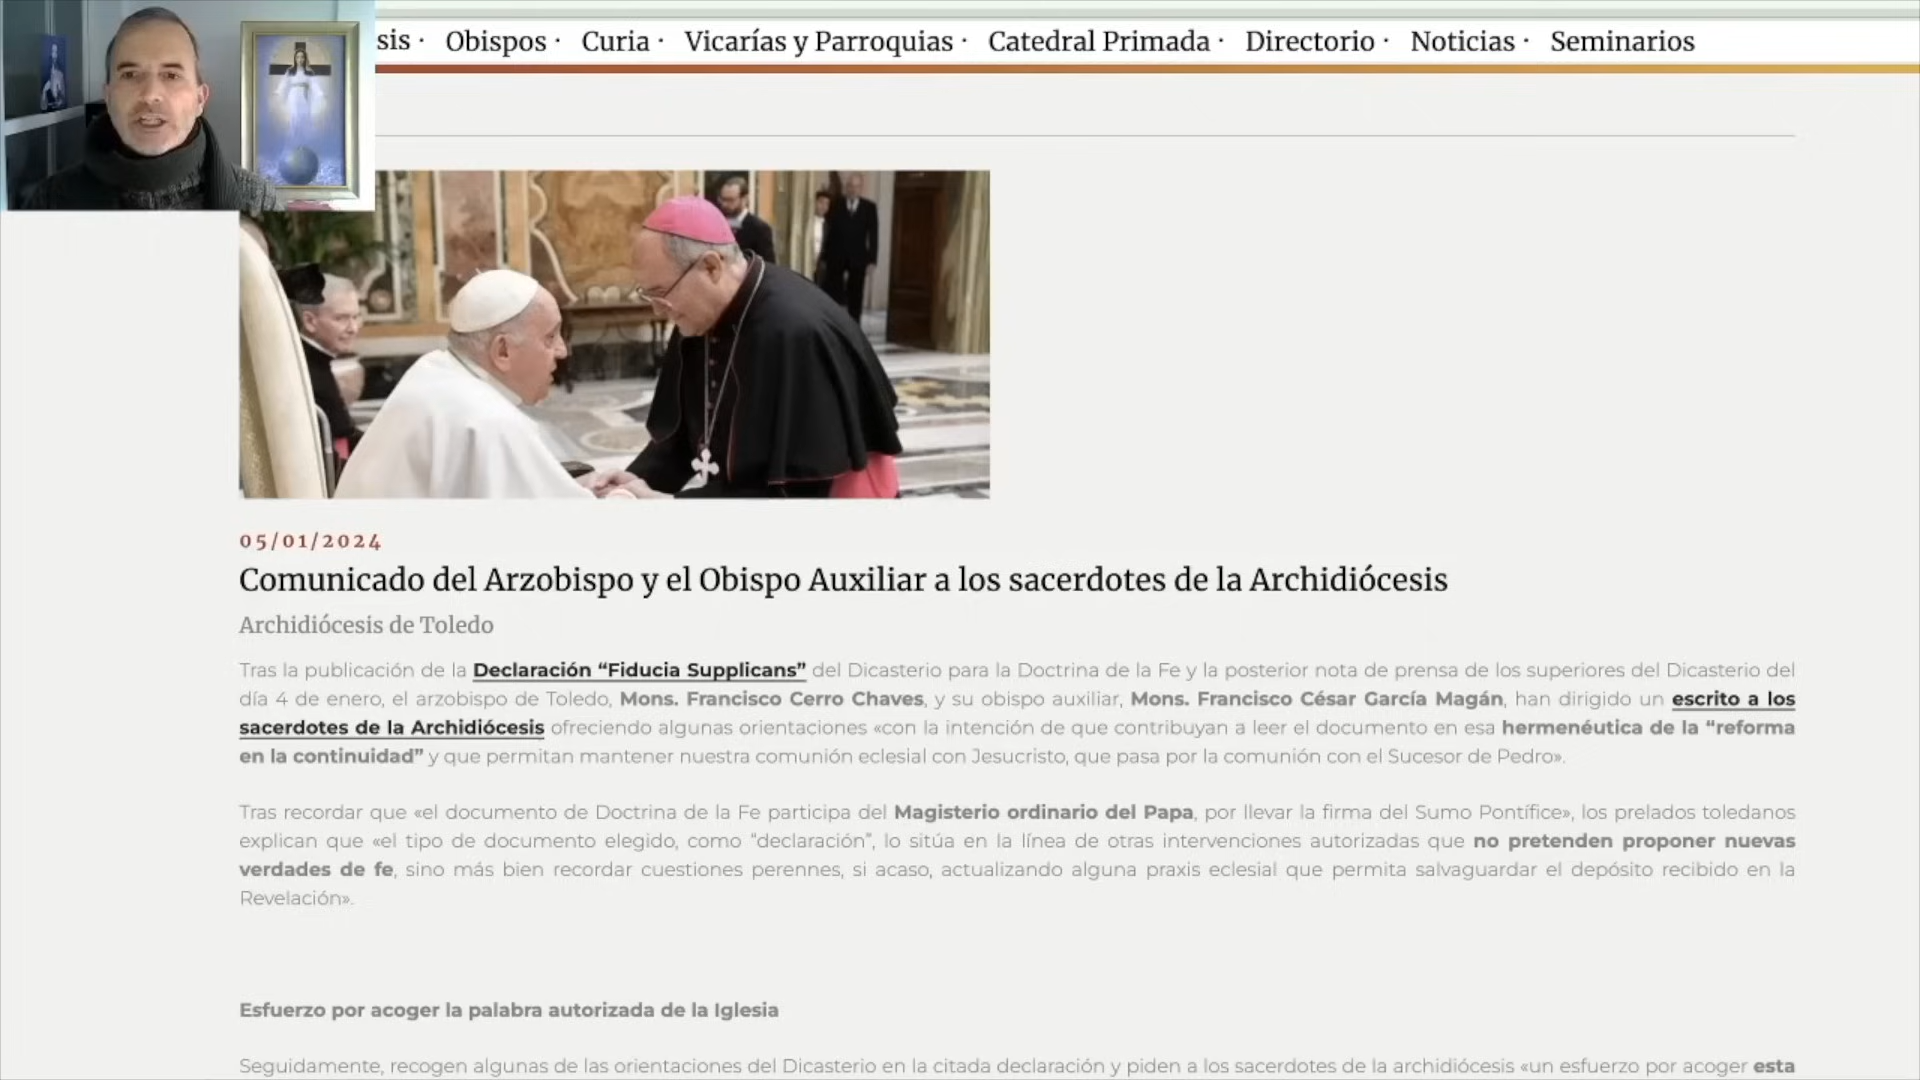 sis · Obispos · Curia · Vicarías y Parroquias · Catedral Primada · Directorio · Noticias · Seminarios
05/01/2024
Comunicado del Arzobispo y el Obispo Auxiliar a los sacerdotes de la Archidiócesis
Archidiócesis de Toledo
Tras la publicación de la Declaración “Fiducia Supplicans” del Dicasterio para la Doctrina de la Fe y la posterior nota de prensa de los superiores del Dicasterio del
día 4 de enero, el arzobispo de Toledo, Mons. Francisco Cerro Chaves, y su obispo auxiliar, Mons. Francisco César García Magán, han dirigido un escrito a los
sacerdotes de la Archidiócesis ofreciendo algunas orientaciones «con la intención de que contribuyan a leer el documento en esa hermenéutica de la “reforma
en la continuidad” y que permitan mantener nuestra comunión eclesial con Jesucristo, que pasa por la comunión con el Sucesor de Pedro».
Tras recordar que «el documento de Doctrina de la Fe participa del Magisterio ordinario del Papa, por llevar la firma del Sumo Pontífice», los prelados toledanos
explican que «el tipo de documento elegido, como “declaración”, lo sitúa en la línea de otras intervenciones autorizadas que no pretenden proponer nuevas
verdades de fe, sino más bien recordar cuestiones perennes, si acaso, actualizando alguna praxis eclesial que permita salvaguardar el depósito recibido en la
Revelación».
Esfuerzo por acoger la palabra autorizada de la Iglesia
Seguidamente, recogen algunas de las orientaciones del Dicasterio en la citada declaración y piden a los sacerdotes de la archidiócesis «un esfuerzo por acoger esta